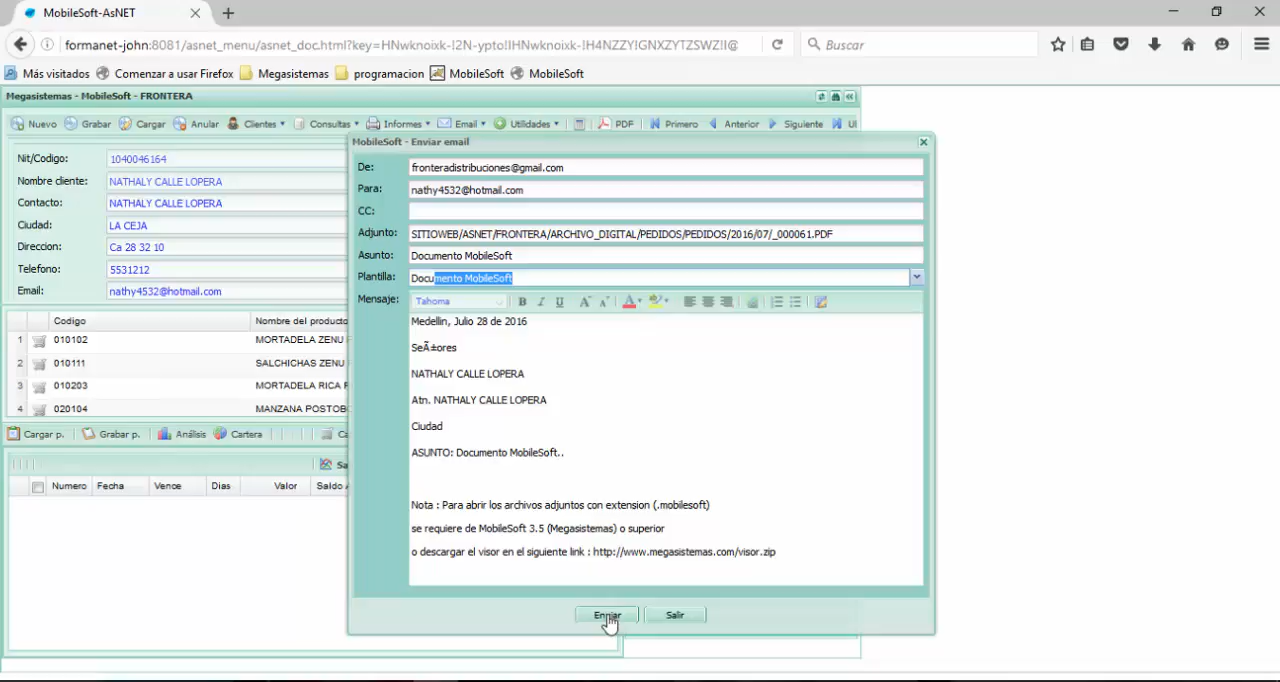 MobileSoft-AsNET
formanet-john:8081/asnet_menu/asnet_doc.html?key=HNwknoixk-!2N-ypto!IHNwknoixk-!H4NZZY!GNXZYTZSWZ!I@
Buscar
Más visitados Comenzar a usar Firefox Megasistemas programacion MobileSoft MobileSoft
Megasistemas - MobileSoft - FRONTERA
Nuevo Grabar Cargar Anular Clientes Consultas Informes Email Utilidades PDF Primero Anterior Siguiente Ul
MobileSoft - Enviar email
Nit/Codigo: 1040046164
Nombre cliente: NATHALY CALLE LOPERA
Contacto: NATHALY CALLE LOPERA
Ciudad: LA CEJA
Direccion: Ca 28 32 10
Telefono: 5531212
Email: nathy4532@hotmail.com
Codigo Nombre del producto
1 010102 MORTADELA ZENU
2 010111 SALCHICHAS ZENU
3 010203 MORTADELA RICA
4 020104 MANZANA POSTOBO
Cargar p. Grabar p. Análisis Cartera Ca
Sa
Numero Fecha Vence Dias Valor Saldo
De: fronteradistribuciones@gmail.com
Para: nathy4532@hotmail.com
CC:
Adjunto: SITIOWEB/ASNET/FRONTERA/ARCHIVO_DIGITAL/PEDIDOS/PEDIDOS/2016/07/_000061.PDF
Asunto: Documento MobileSoft
Plantilla: Documento MobileSoft
Mensaje: Tahoma B I U A A A
Medellin, Julio 28 de 2016
SeÃ±ores
NATHALY CALLE LOPERA
Atn. NATHALY CALLE LOPERA
Ciudad
ASUNTO: Documento MobileSoft..
Nota : Para abrir los archivos adjuntos con extension (.mobilesoft)
se requiere de MobileSoft 3.5 (Megasistemas) o superior
o descargar el visor en el siguiente link : http://www.megasistemas.com/visor.zip
Enviar Salir